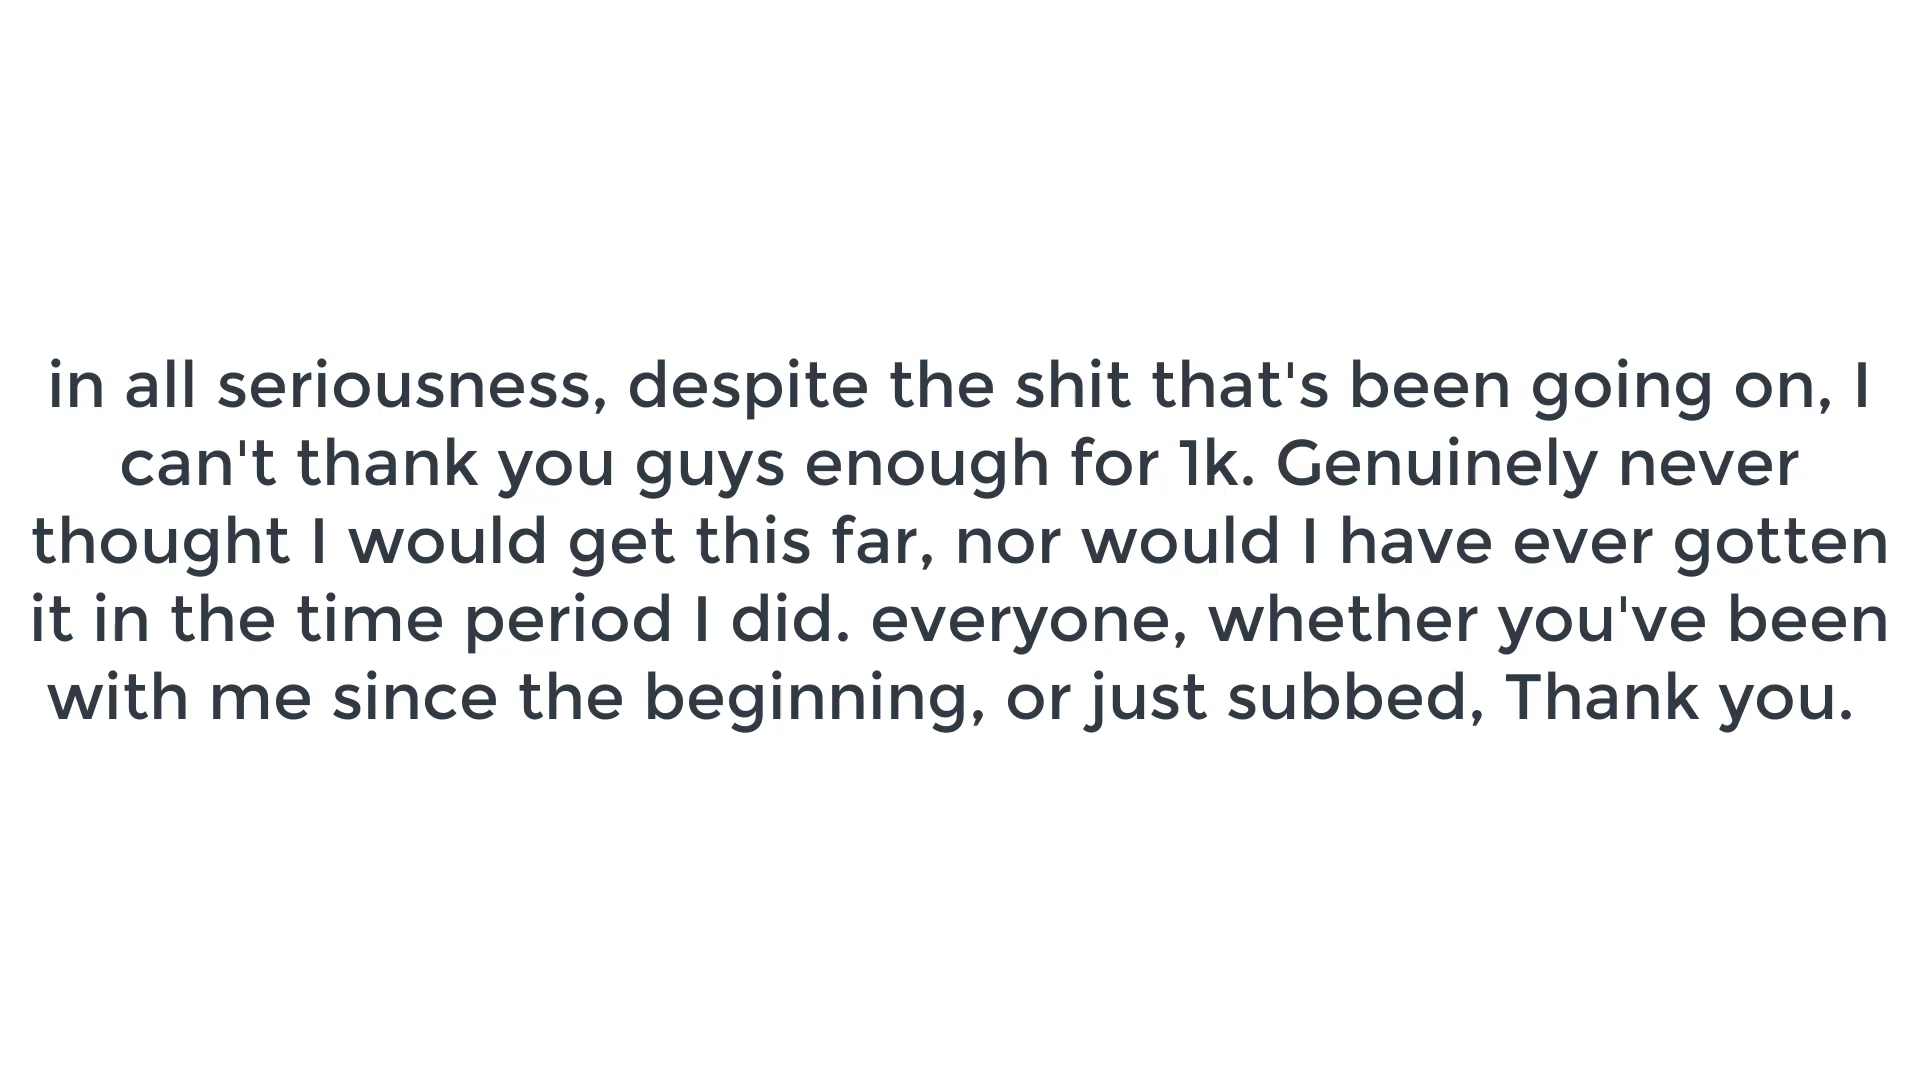 in all seriousness, despite the shit that's been going on, I
can't thank you guys enough for 1k. Genuinely never
thought I would get this far, nor would I have ever gotten
it in the time period I did. everyone, whether you've been
with me since the beginning, or just subbed, Thank you.